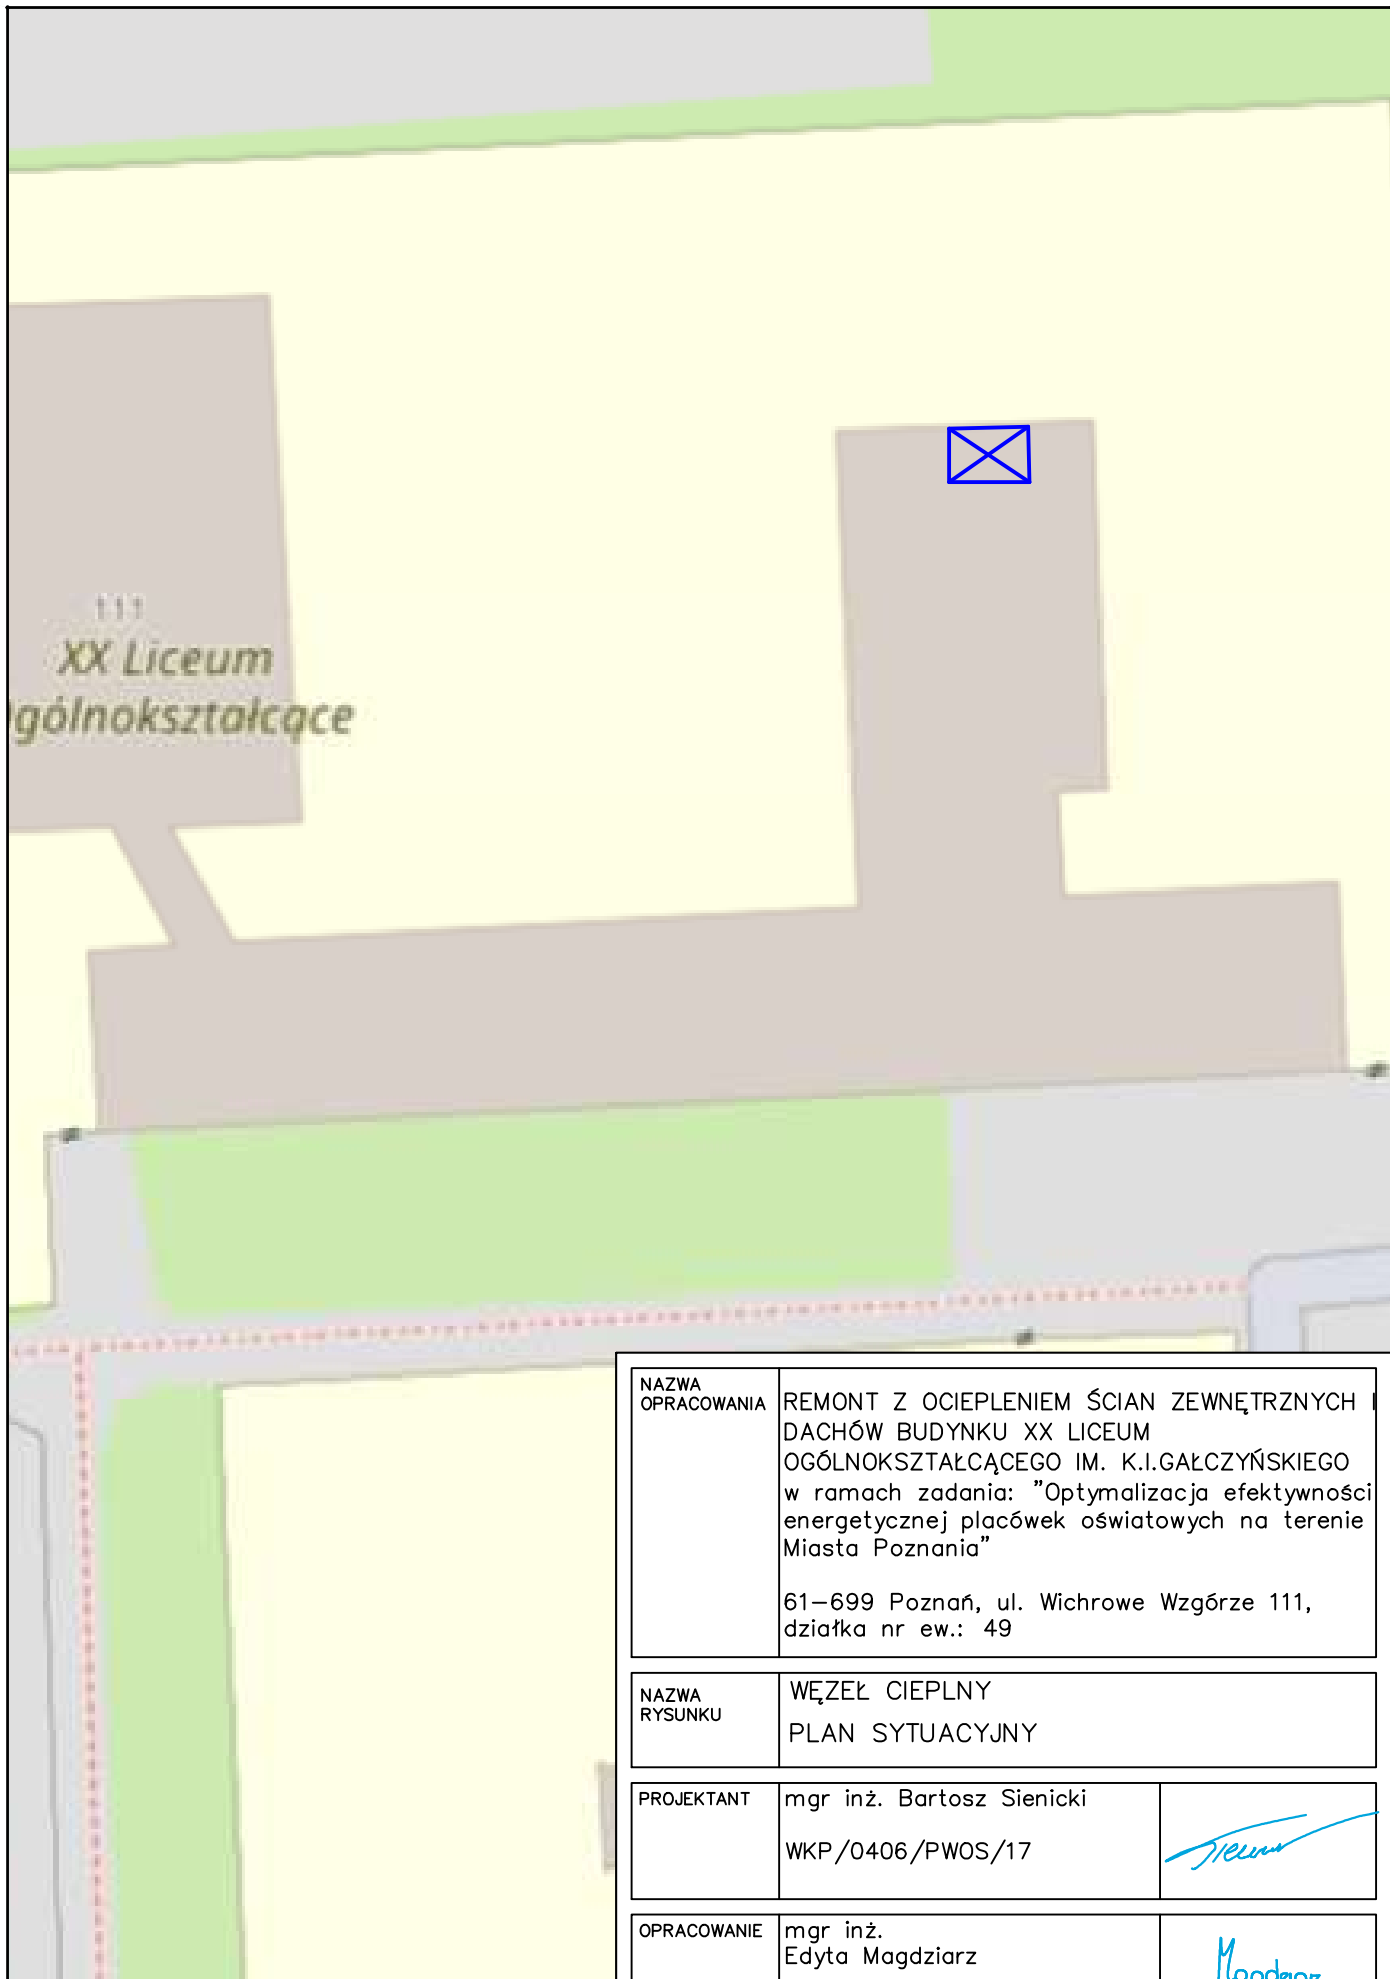 111
XX Liceum
gólnokształcące
NAZWA
OPRACOWANIA
REMONT Z OCIEPLENIEM ŚCIAN ZEWNĘTRZNYCH I
DACHÓW BUDYNKU XX LICEUM
OGÓLNOKSZTAŁCĄCEGO IM. K.I.GAŁCZYŃSKIEGO
w ramach zadania: "Optymalizacja efektywności
energetycznej placówek oświatowych na terenie
Miasta Poznania"
61-699 Poznań, ul. Wichrowe Wzgórze 111,
działka nr ew.: 49
NAZWA
RYSUNKU
WĘZEŁ CIEPLNY
PLAN SYTUACYJNY
PROJEKTANT
mgr inż. Bartosz Sienicki
WKP/0406/PWOS/17
OPRACOWANIE
mgr inż.
Edyta Magdziarz